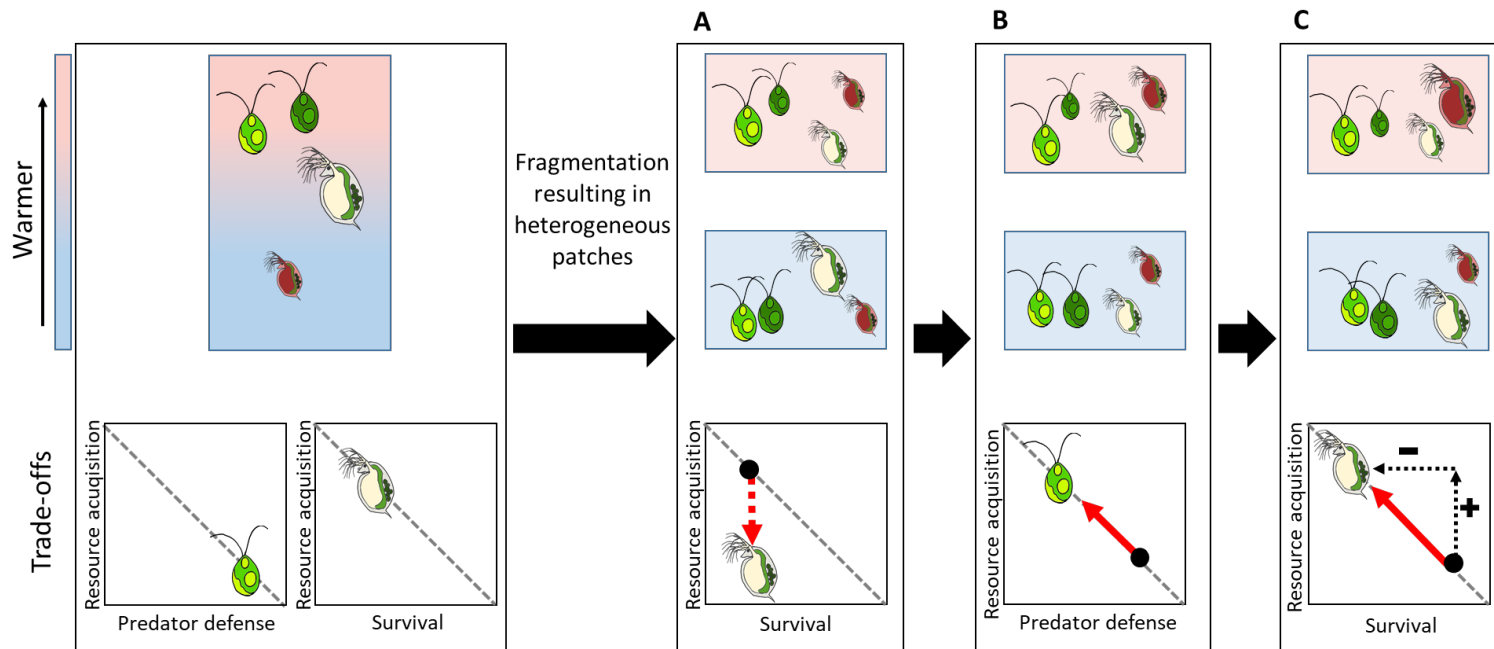 A
B
C
Warmer
Fragmentation
resulting in
heterogeneous
patches
Trade-offs
Resource acuqisition
Predator defense
Resource acquisition
Survival
Resource acquisition
Survival
Resource acquisition
Predator defense
Resource acquisition
Survival
−
+